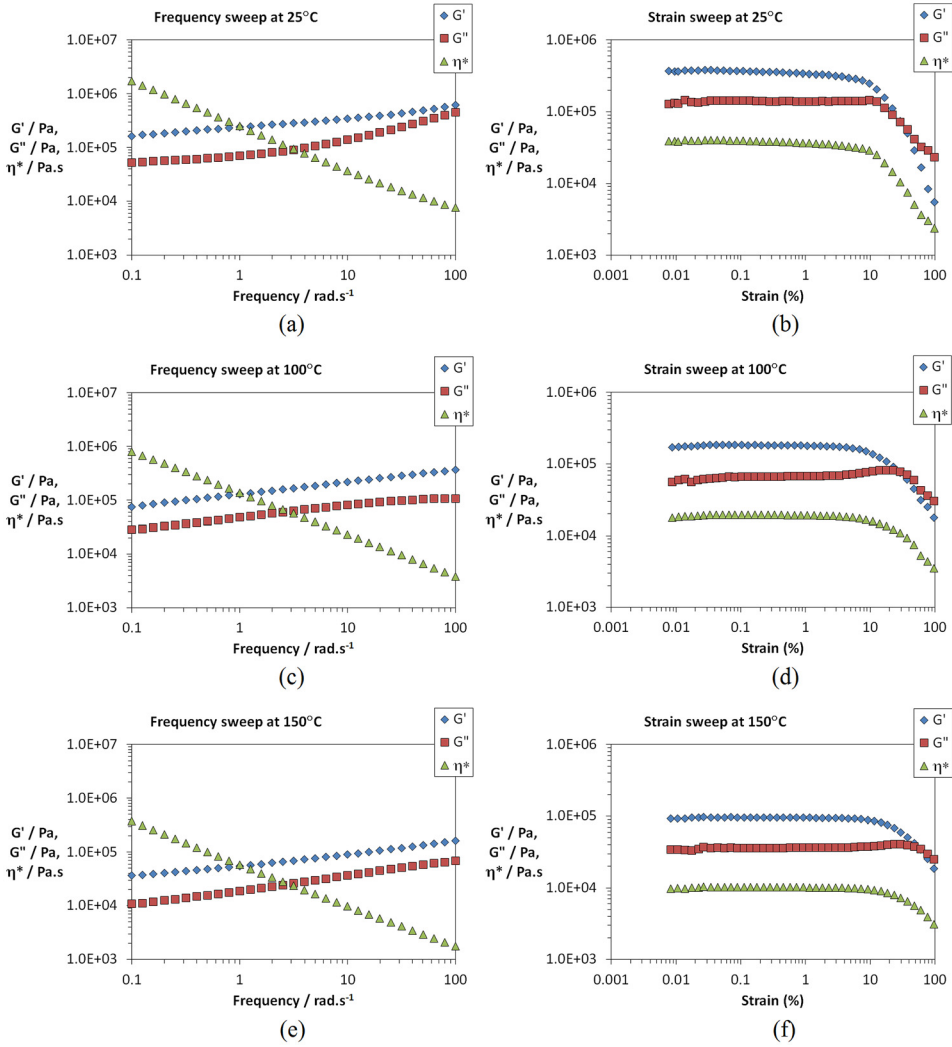 Frequency sweep at 25°C
G'
G"
η*
1.0E+07
1.0E+06
1.0E+05
1.0E+04
1.0E+03
G' / Pa,
G" / Pa,
η* / Pa.s
0.1
1
10
100
Frequency / rad.s⁻¹
(a)
Strain sweep at 25°C
G'
G"
η*
1.0E+06
1.0E+05
1.0E+04
1.0E+03
G' / Pa,
G" / Pa,
η* / Pa.s
0.001
0.01
0.1
1
10
100
Strain (%)
(b)
Frequency sweep at 100°C
G'
G"
η*
1.0E+07
1.0E+06
1.0E+05
1.0E+04
1.0E+03
G' / Pa,
G" / Pa,
η* / Pa.s
0.1
1
10
100
Frequency / rad.s⁻¹
(c)
Strain sweep at 100°C
G'
G"
η*
1.0E+06
1.0E+05
1.0E+04
1.0E+03
G' / Pa,
G" / Pa,
η* / Pa.s
0.001
0.01
0.1
1
10
100
Strain (%)
(d)
Frequency sweep at 150°C
G'
G"
η*
1.0E+07
1.0E+06
1.0E+05
1.0E+04
1.0E+03
G' / Pa,
G" / Pa,
η* / Pa.s
0.1
1
10
100
Frequency / rad.s⁻¹
(e)
Strain sweep at 150°C
G'
G"
η*
1.0E+06
1.0E+05
1.0E+04
1.0E+03
G' / Pa,
G" / Pa,
η* / Pa.s
0.001
0.01
0.1
1
10
100
Strain (%)
(f)